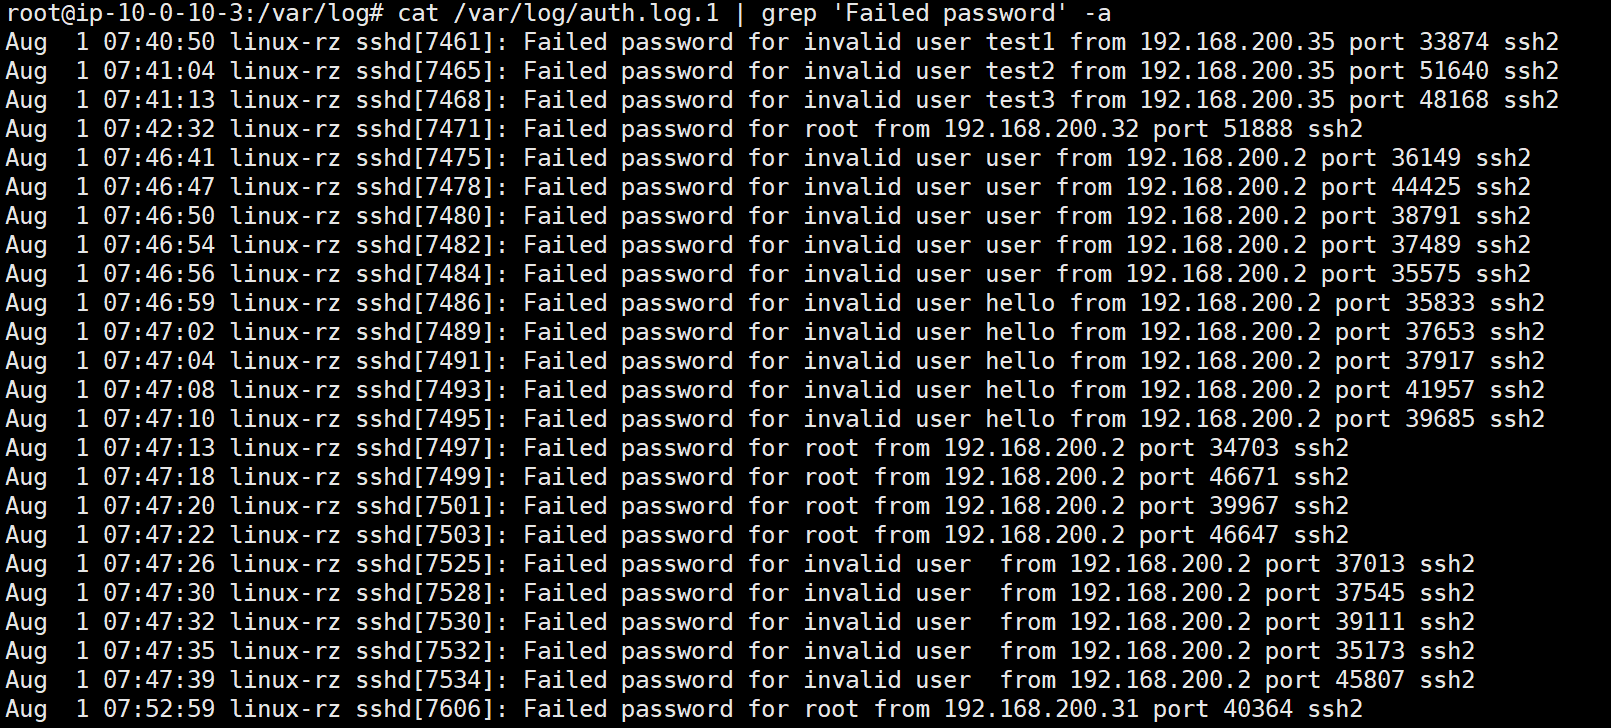 root@ip-10-0-10-3:/var/log# cat /var/log/auth.log.1 | grep 'Failed password' -a
Aug  1 07:40:50 linux-rz sshd[7461]: Failed password for invalid user test1 from 192.168.200.35 port 33874 ssh2
Aug  1 07:41:04 linux-rz sshd[7465]: Failed password for invalid user test2 from 192.168.200.35 port 51640 ssh2
Aug  1 07:41:13 linux-rz sshd[7468]: Failed password for invalid user test3 from 192.168.200.35 port 48168 ssh2
Aug  1 07:42:32 linux-rz sshd[7471]: Failed password for root from 192.168.200.32 port 51888 ssh2
Aug  1 07:46:41 linux-rz sshd[7475]: Failed password for invalid user user from 192.168.200.2 port 36149 ssh2
Aug  1 07:46:47 linux-rz sshd[7478]: Failed password for invalid user user from 192.168.200.2 port 44425 ssh2
Aug  1 07:46:50 linux-rz sshd[7480]: Failed password for invalid user user from 192.168.200.2 port 38791 ssh2
Aug  1 07:46:54 linux-rz sshd[7482]: Failed password for invalid user user from 192.168.200.2 port 37489 ssh2
Aug  1 07:46:56 linux-rz sshd[7484]: Failed password for invalid user user from 192.168.200.2 port 35575 ssh2
Aug  1 07:46:59 linux-rz sshd[7486]: Failed password for invalid user hello from 192.168.200.2 port 35833 ssh2
Aug  1 07:47:02 linux-rz sshd[7489]: Failed password for invalid user hello from 192.168.200.2 port 37653 ssh2
Aug  1 07:47:04 linux-rz sshd[7491]: Failed password for invalid user hello from 192.168.200.2 port 37917 ssh2
Aug  1 07:47:08 linux-rz sshd[7493]: Failed password for invalid user hello from 192.168.200.2 port 41957 ssh2
Aug  1 07:47:10 linux-rz sshd[7495]: Failed password for invalid user hello from 192.168.200.2 port 39685 ssh2
Aug  1 07:47:13 linux-rz sshd[7497]: Failed password for root from 192.168.200.2 port 34703 ssh2
Aug  1 07:47:18 linux-rz sshd[7499]: Failed password for root from 192.168.200.2 port 46671 ssh2
Aug  1 07:47:20 linux-rz sshd[7501]: Failed password for root from 192.168.200.2 port 39967 ssh2
Aug  1 07:47:22 linux-rz sshd[7503]: Failed password for root from 192.168.200.2 port 46647 ssh2
Aug  1 07:47:26 linux-rz sshd[7525]: Failed password for invalid user  from 192.168.200.2 port 37013 ssh2
Aug  1 07:47:30 linux-rz sshd[7528]: Failed password for invalid user  from 192.168.200.2 port 37545 ssh2
Aug  1 07:47:32 linux-rz sshd[7530]: Failed password for invalid user  from 192.168.200.2 port 39111 ssh2
Aug  1 07:47:35 linux-rz sshd[7532]: Failed password for invalid user  from 192.168.200.2 port 35173 ssh2
Aug  1 07:47:39 linux-rz sshd[7534]: Failed password for invalid user  from 192.168.200.2 port 45807 ssh2
Aug  1 07:52:59 linux-rz sshd[7606]: Failed password for root from 192.168.200.31 port 40364 ssh2